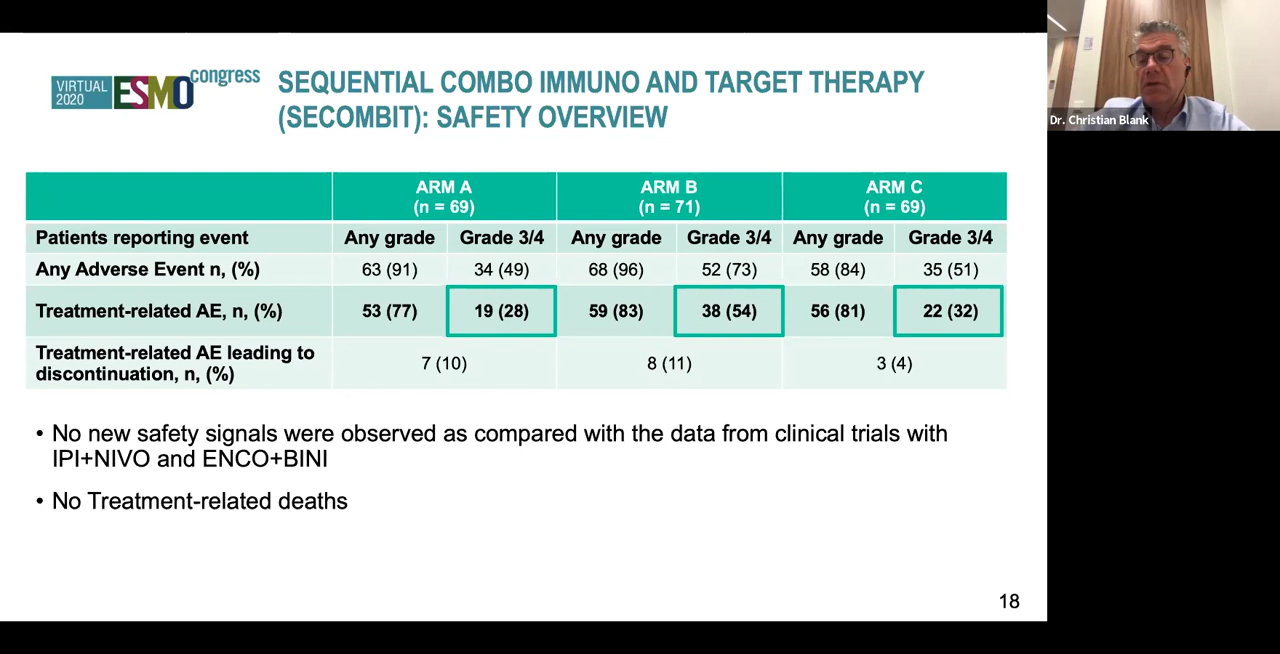 VIRTUAL
2020
ESMO congress
SEQUENTIAL COMBO IMMUNO AND TARGET THERAPY
(SECOMBIT): SAFETY OVERVIEW
Dr. Christian Blank
ARM A ARM B ARM C
(n = 69) (n = 71) (n = 69)
Patients reporting event Any grade Grade 3/4 Any grade Grade 3/4 Any grade Grade 3/4
Any Adverse Event n, (%) 63 (91) 34 (49) 68 (96) 52 (73) 58 (84) 35 (51)
Treatment-related AE, n, (%) 53 (77) 19 (28) 59 (83) 38 (54) 56 (81) 22 (32)
Treatment-related AE leading to
discontinuation, n, (%) 7 (10) 8 (11) 3 (4)
• No new safety signals were observed as compared with the data from clinical trials with
IPI+NIVO and ENCO+BINI
• No Treatment-related deaths
18